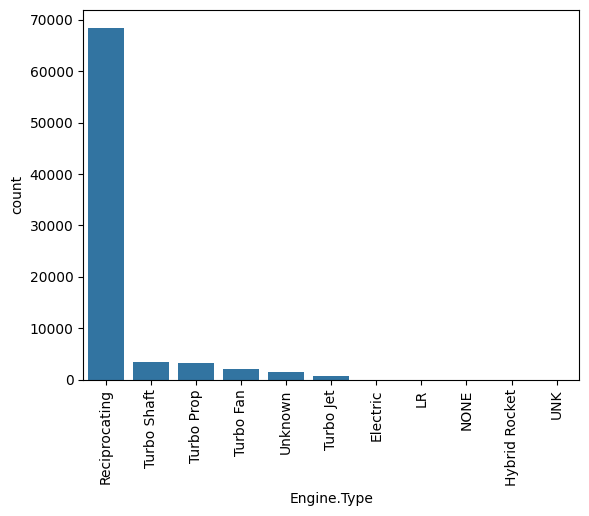 70000
60000
50000
40000
30000
20000
10000
0
count
Reciprocating
Turbo Shaft
Turbo Prop
Turbo Fan
Unknown
Turbo Jet
Electric
LR
NONE
Hybrid Rocket
UNK
Engine.Type